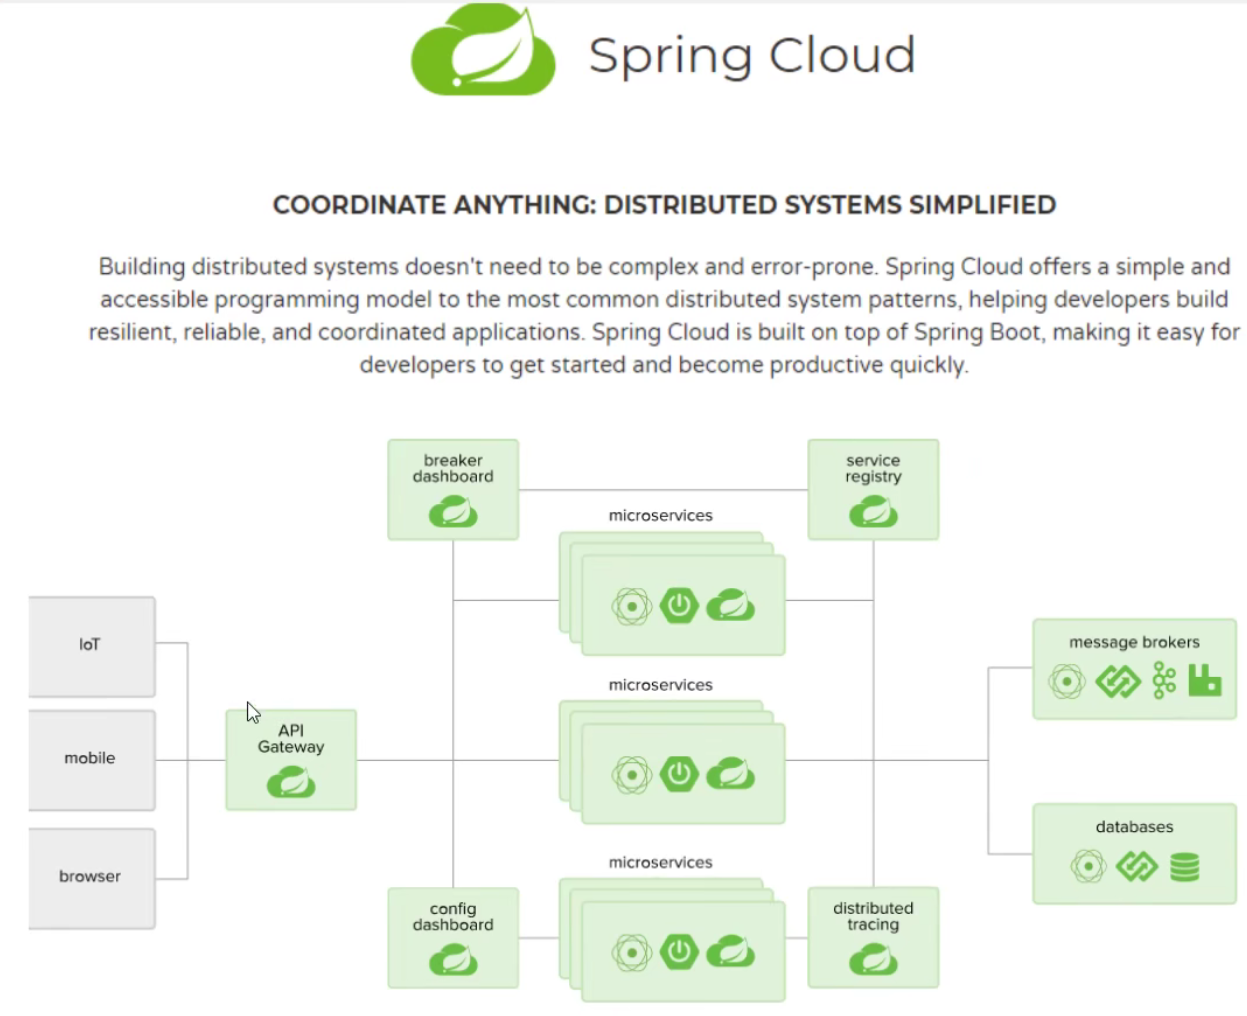 Spring Cloud
COORDINATE ANYTHING: DISTRIBUTED SYSTEMS SIMPLIFIED
Building distributed systems doesn't need to be complex and error-prone. Spring Cloud offers a simple and
accessible programming model to the most common distributed system patterns, helping developers build
resilient, reliable, and coordinated applications. Spring Cloud is built on top of Spring Boot, making it easy for
developers to get started and become productive quickly.
breaker
dashboard
service
registry
microservices
IoT
mobile
browser
API
Gateway
microservices
message brokers
databases
microservices
config
dashboard
distributed
tracing